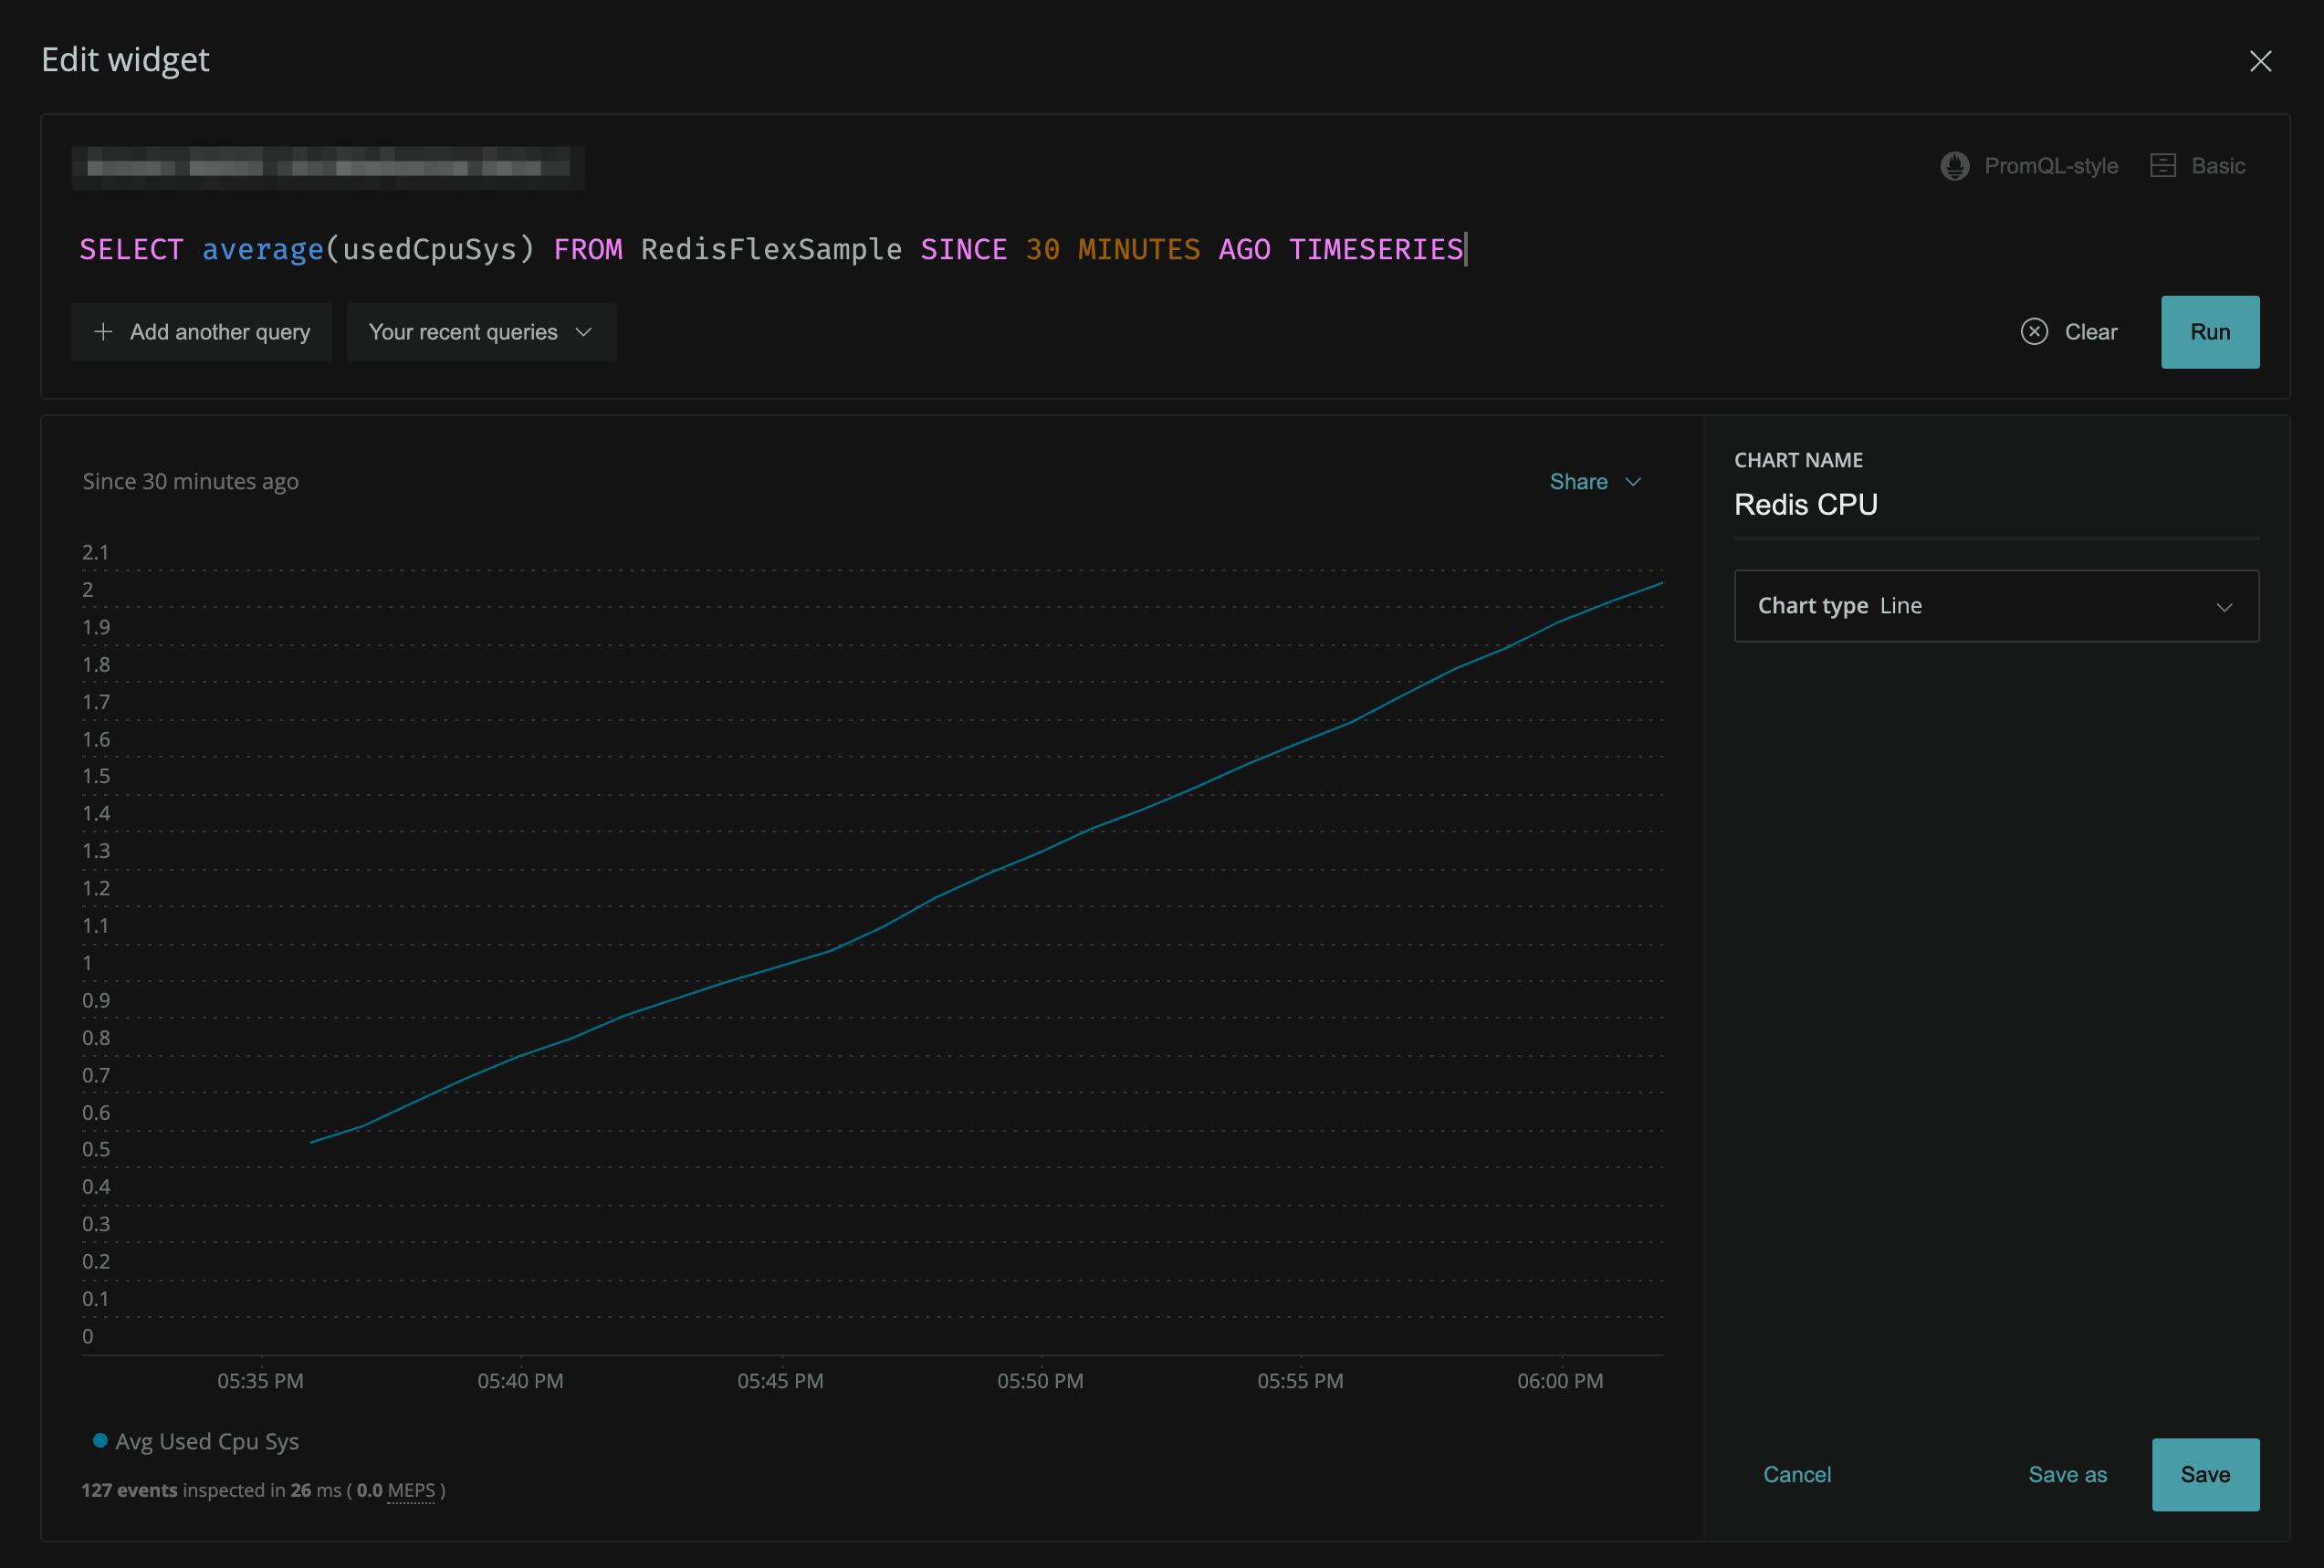 Edit widget
PromQL-style Basic
SELECT average(usedCpuSys) FROM RedisFlexSample SINCE 30 MINUTES AGO TIMESERIES
Add another query Your recent queries Clear Run
Since 30 minutes ago Share
2.1
2
1.9
1.8
1.7
1.6
1.5
1.4
1.3
1.2
1.1
1
0.9
0.8
0.7
0.6
0.5
0.4
0.3
0.2
0.1
0
05:35 PM 05:40 PM 05:45 PM 05:50 PM 05:55 PM 06:00 PM
Avg Used Cpu Sys
127 events inspected in 26 ms ( 0.0 MEPS )
CHART NAME
Redis CPU
Chart type Line
Cancel Save as Save